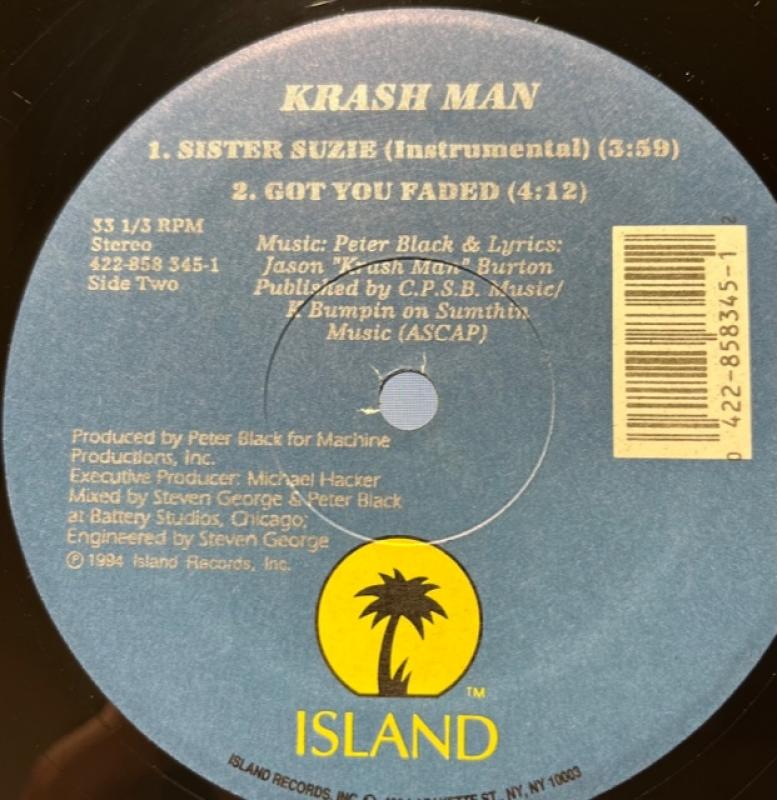 KRASH MAN
1. SISTER SUZIE (Instrumental) (3:59)
2. GOT YOU FADED (4:12)
33 1/3 RPM
Stereo
422-858 345-1
Side Two
Music: Peter Black & Lyrics:
Jason "Krash Man" Burton
Published by C.P.S.B. Music/
K Bumpin on Sumthin
Music (ASCAP)
2
0 422-858345-1
Produced by Peter Black for Machine
Productions, Inc.
Executive Producer: Michael Hacker
Mixed by Steven George & Peter Black
at Battery Studios, Chicago;
Engineered by Steven George
℗ 1994 Island Records, Inc.
TM
ISLAND
ISLAND RECORDS, INC. LAFAYETTE ST., NY, NY 10003